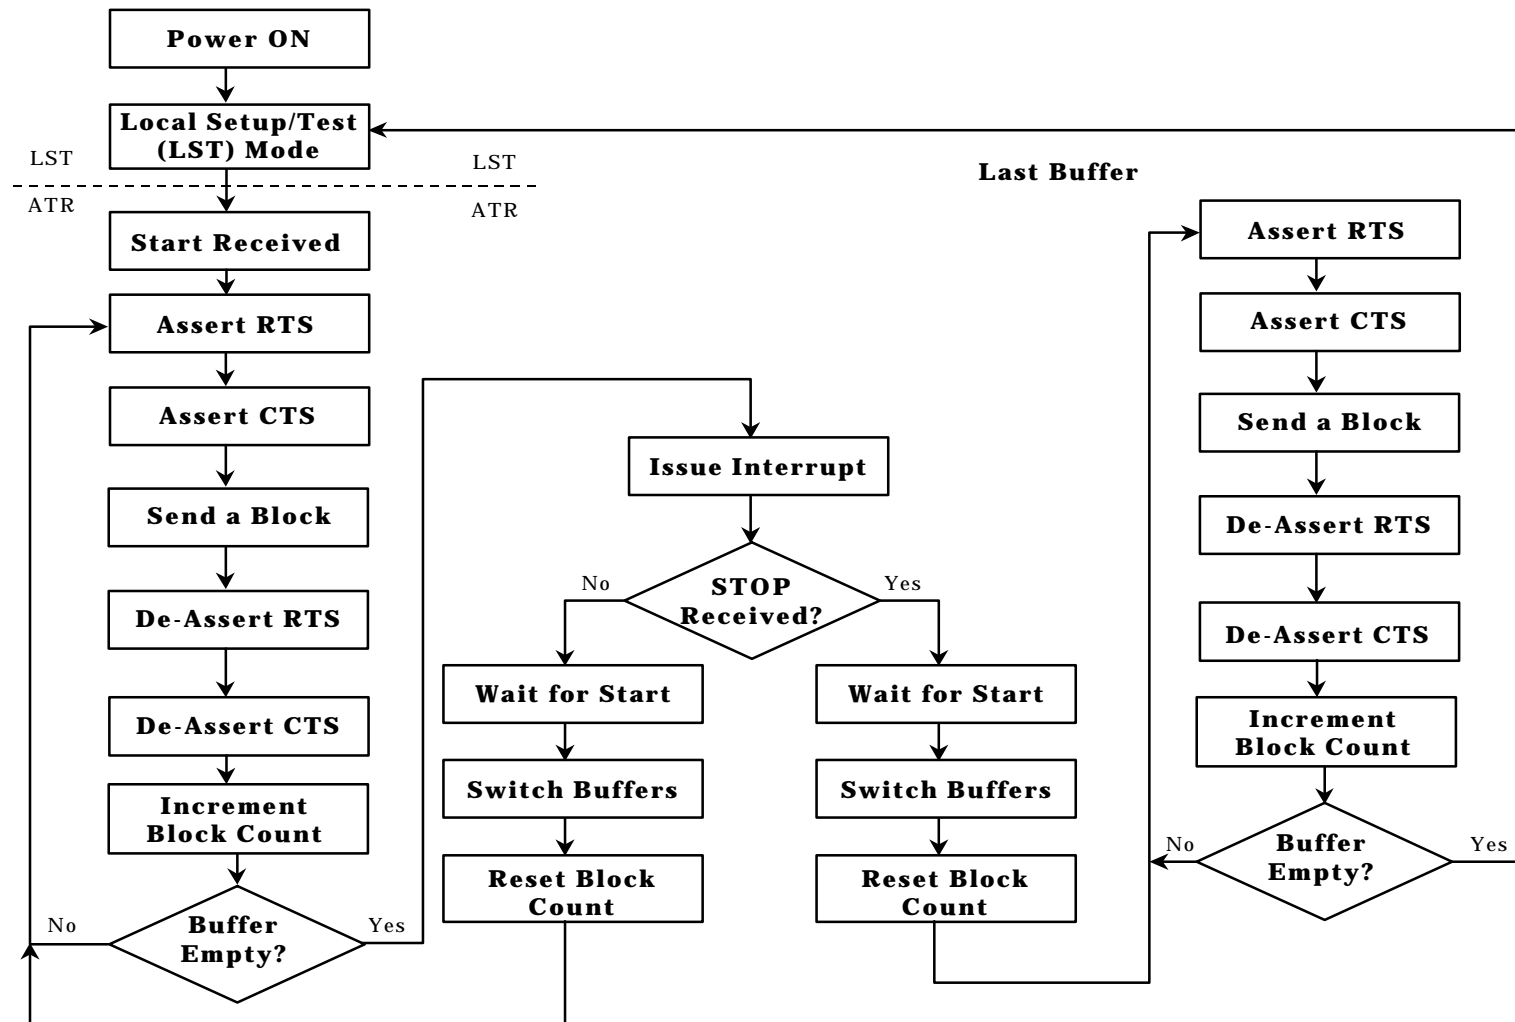 Power ON
Local Setup/Test
(LST) Mode
LST
LST
ATR
ATR
Start Received
Assert RTS
Assert CTS
Send a Block
De-Assert RTS
De-Assert CTS
Increment
Block Count
Buffer
Empty?
No
Yes
Issue Interrupt
STOP
Received?
No
Yes
Wait for Start
Switch Buffers
Reset Block
Count
Wait for Start
Switch Buffers
Reset Block
Count
Last Buffer
Assert RTS
Assert CTS
Send a Block
De-Assert RTS
De-Assert CTS
Increment
Block Count
Buffer
Empty?
No
Yes